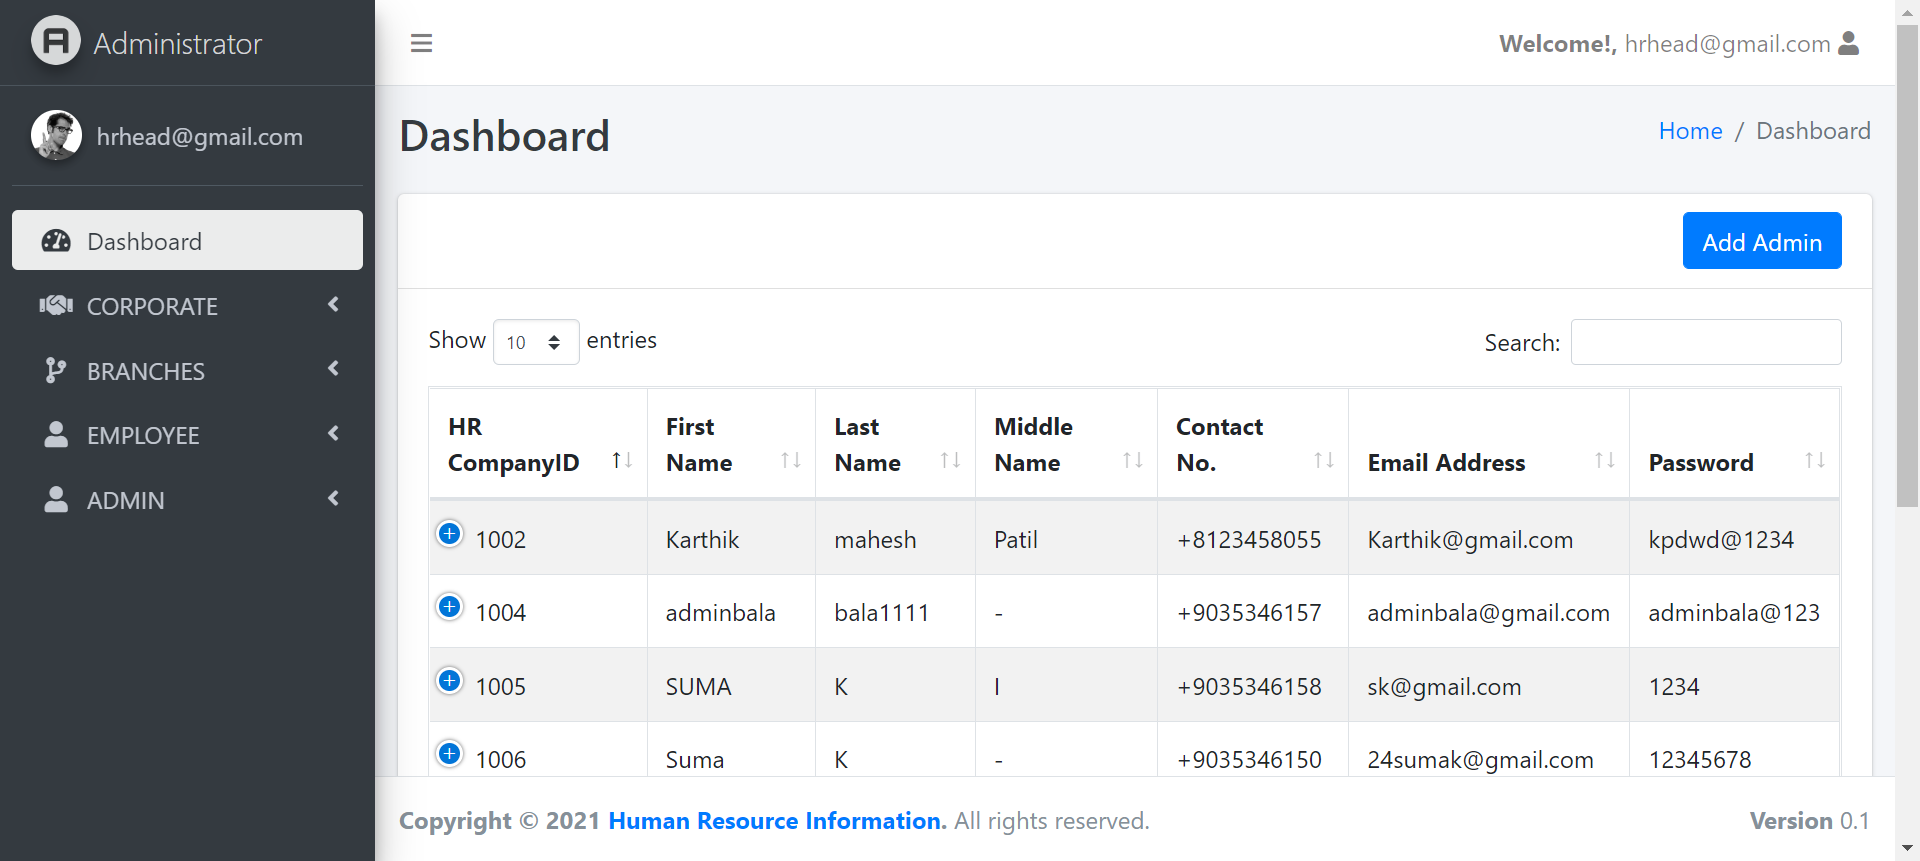 Administrator
Welcome!, hrhead@gmail.com
hrhead@gmail.com
Dashboard
Home / Dashboard
Dashboard
CORPORATE
BRANCHES
EMPLOYEE
ADMIN
Add Admin
Show 10 entries
Search:
HR CompanyID First Name Last Name Middle Name Contact No. Email Address Password
1002 Karthik mahesh Patil +8123458055 Karthik@gmail.com kpdwd@1234
1004 adminbala bala1111 - +9035346157 adminbala@gmail.com adminbala@123
1005 SUMA K I +9035346158 sk@gmail.com 1234
1006 Suma K - +9035346150 24sumak@gmail.com 12345678
Copyright © 2021 Human Resource Information. All rights reserved.
Version 0.1